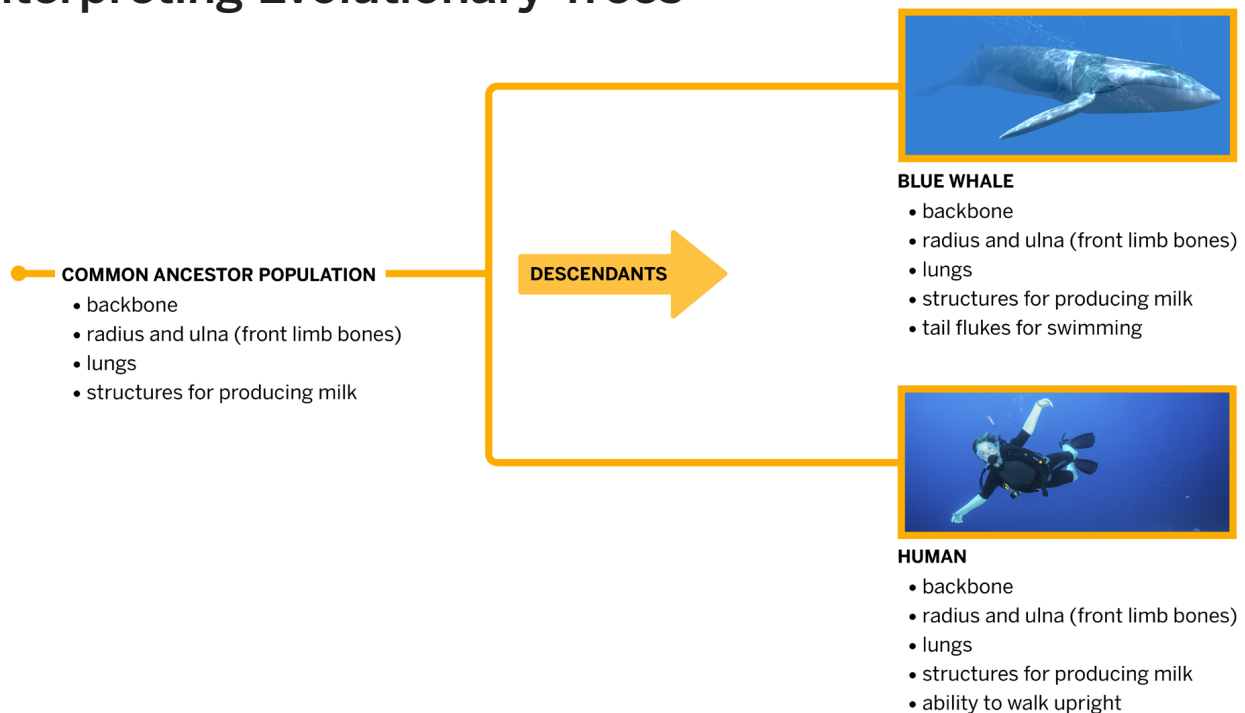 Interpreting Evolutionary Trees
COMMON ANCESTOR POPULATION
• backbone
• radius and ulna (front limb bones)
• lungs
• structures for producing milk
DESCENDANTS
BLUE WHALE
• backbone
• radius and ulna (front limb bones)
• lungs
• structures for producing milk
• tail flukes for swimming
HUMAN
• backbone
• radius and ulna (front limb bones)
• lungs
• structures for producing milk
• ability to walk upright